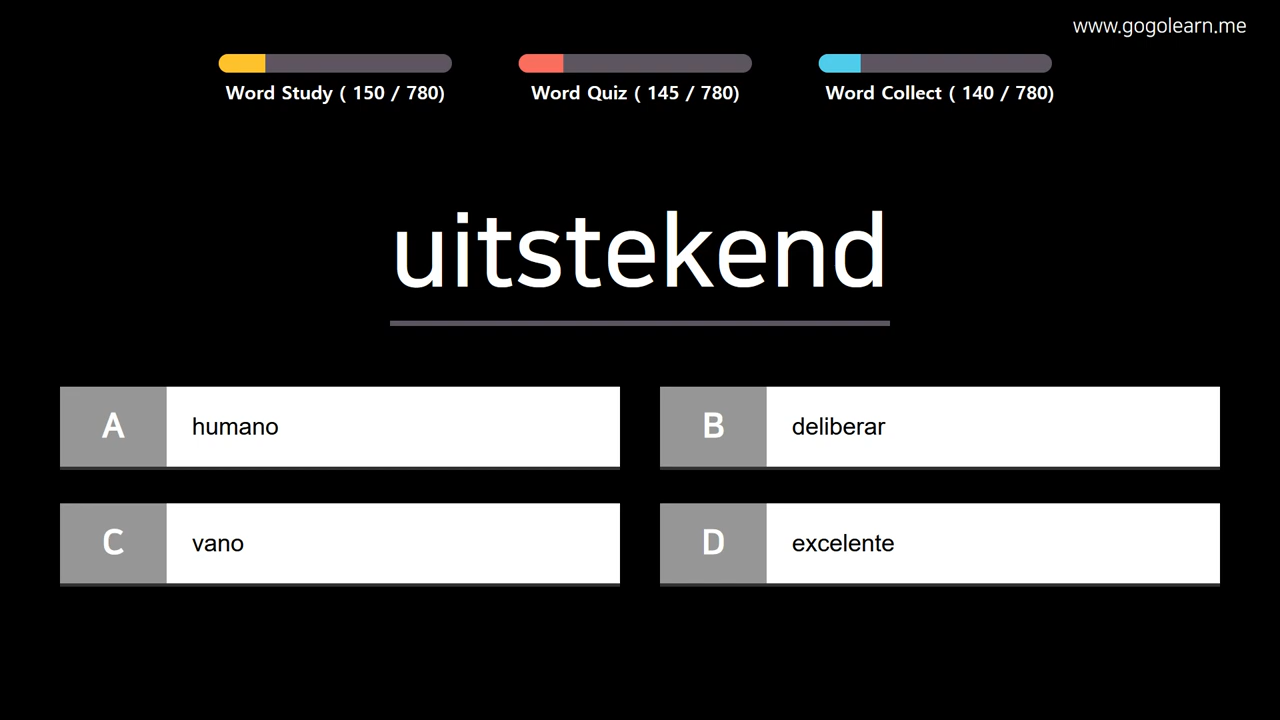 www.gogolearn.me
Word Study ( 150 / 780)
Word Quiz ( 145 / 780)
Word Collect ( 140 / 780)
uitstekend
A humano
B deliberar
C vano
D excelente